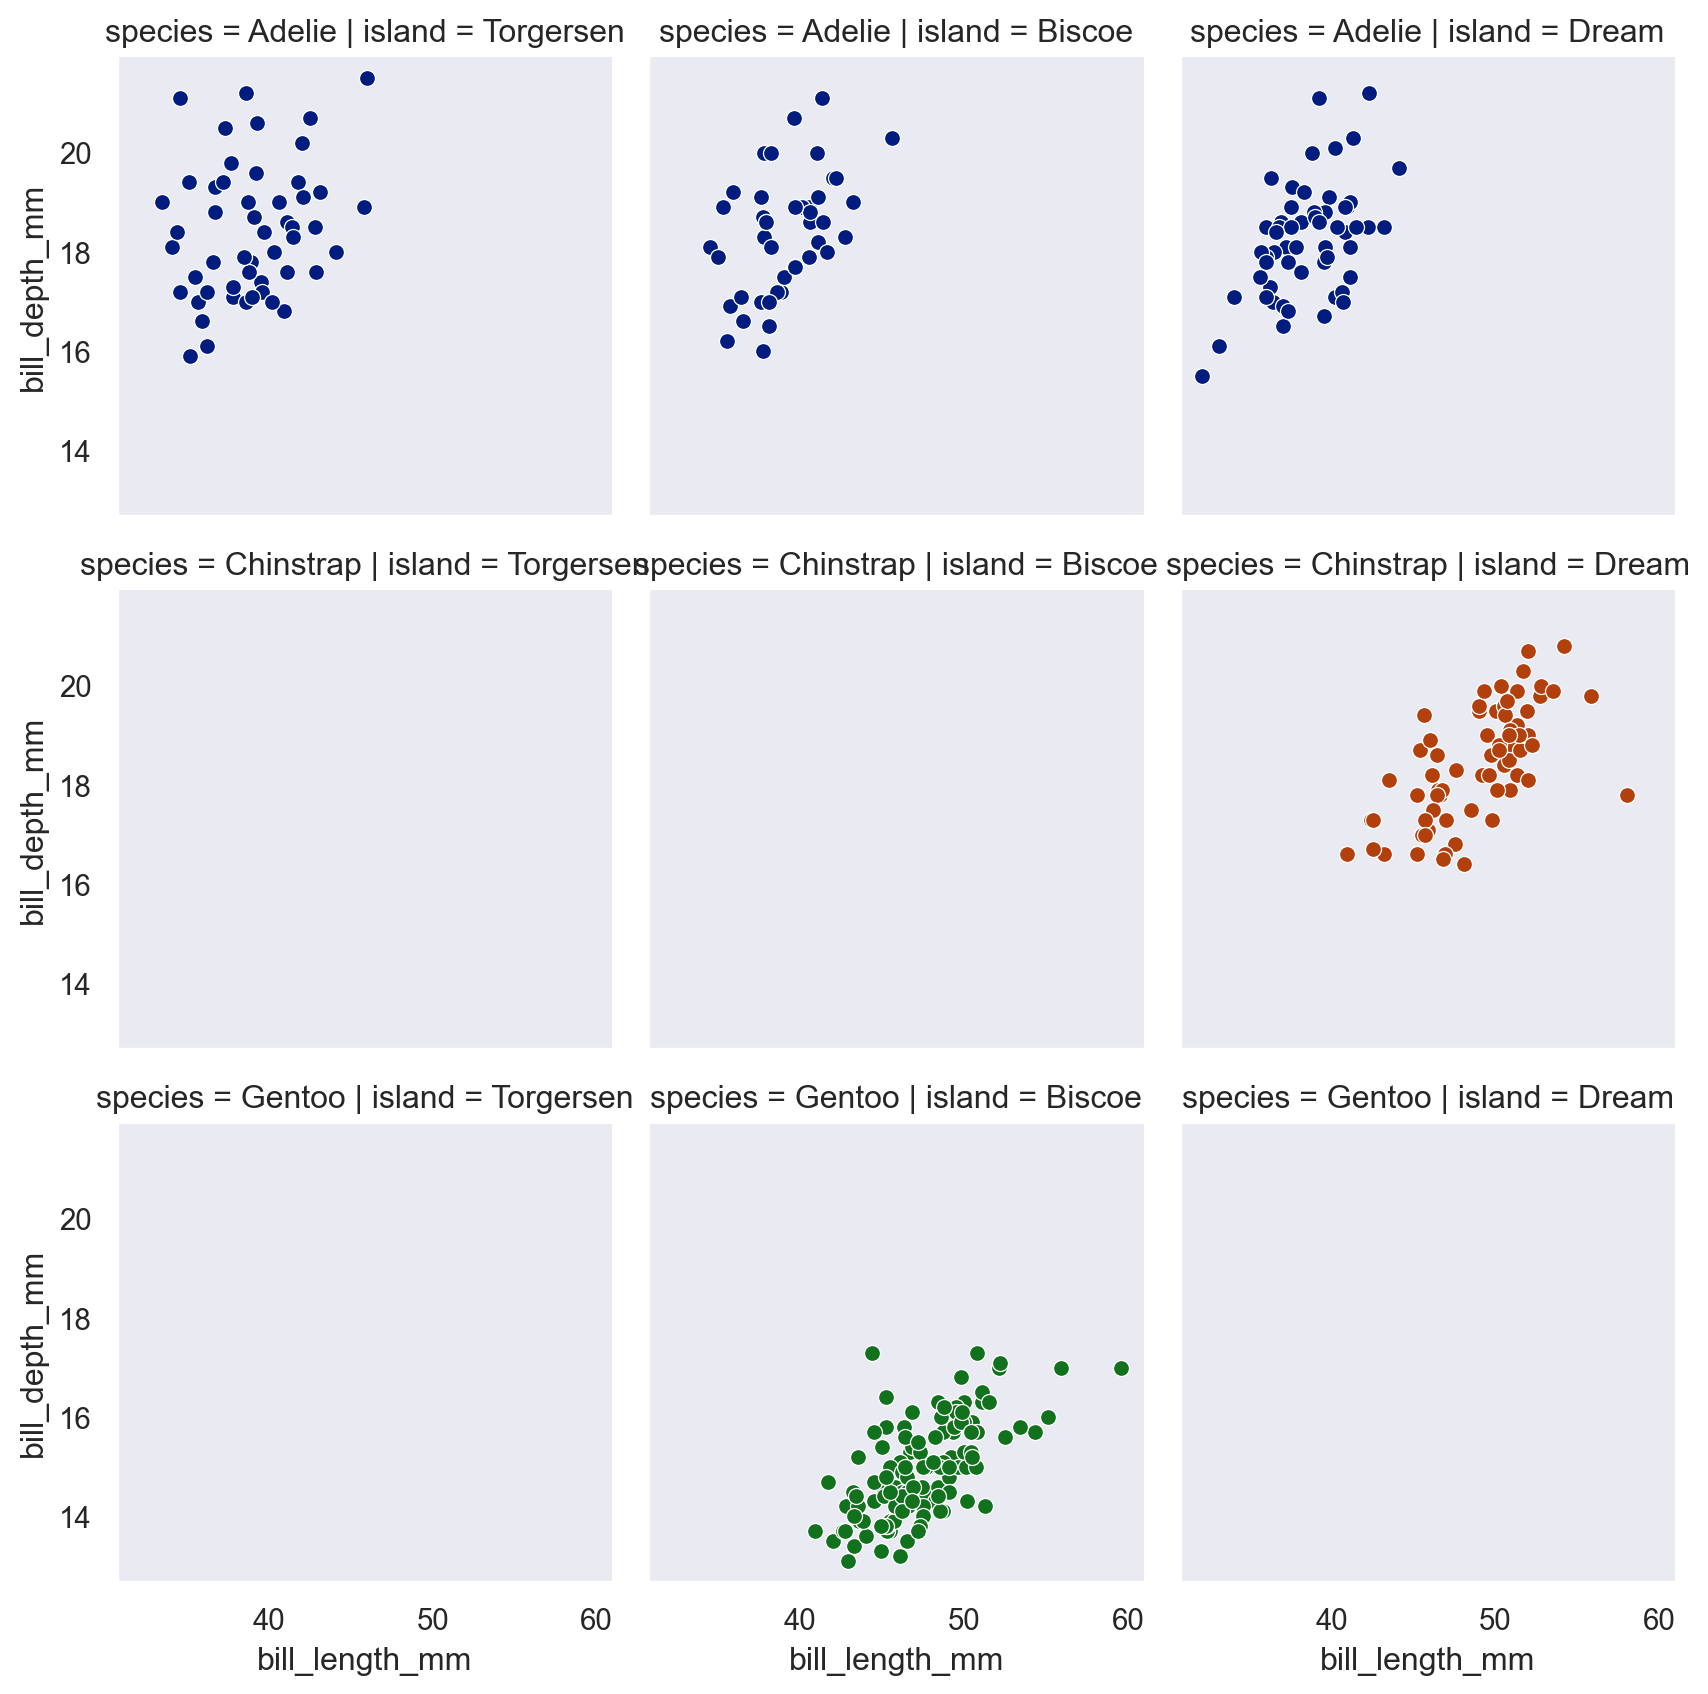 species = Adelie | island = Torgersen
species = Adelie | island = Biscoe
species = Adelie | island = Dream
bill_depth_mm
20
18
16
14
species = Chinstrap | island = Torgersen
species = Chinstrap | island = Biscoe
species = Chinstrap | island = Dream
bill_depth_mm
20
18
16
14
species = Gentoo | island = Torgersen
species = Gentoo | island = Biscoe
species = Gentoo | island = Dream
bill_depth_mm
20
18
16
14
40 50 60
bill_length_mm
40 50 60
bill_length_mm
40 50 60
bill_length_mm